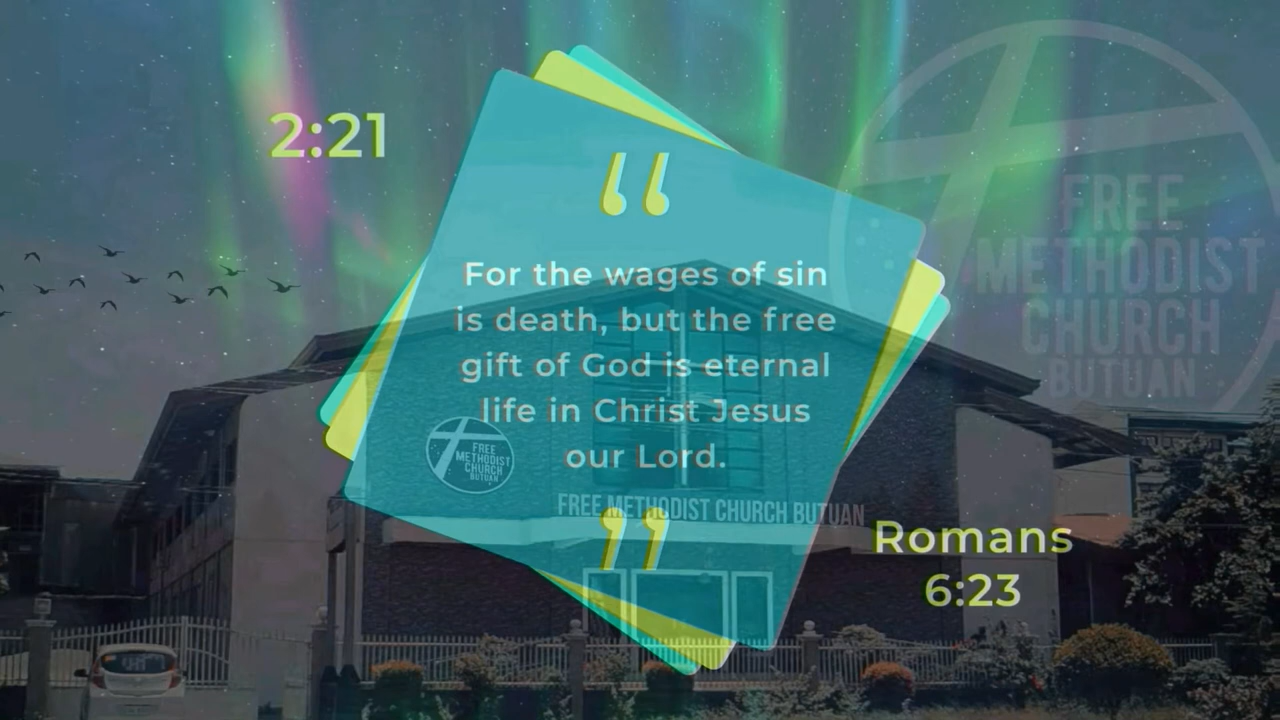 2:21
“
For the wages of sin
is death, but the free
gift of God is eternal
life in Christ Jesus
our Lord.
”
Romans
6:23
FREE
METHODIST
CHURCH
BUTUAN
FREE
METHODIST
CHURCH
BUTUAN
FREE METHODIST CHURCH BUTUAN